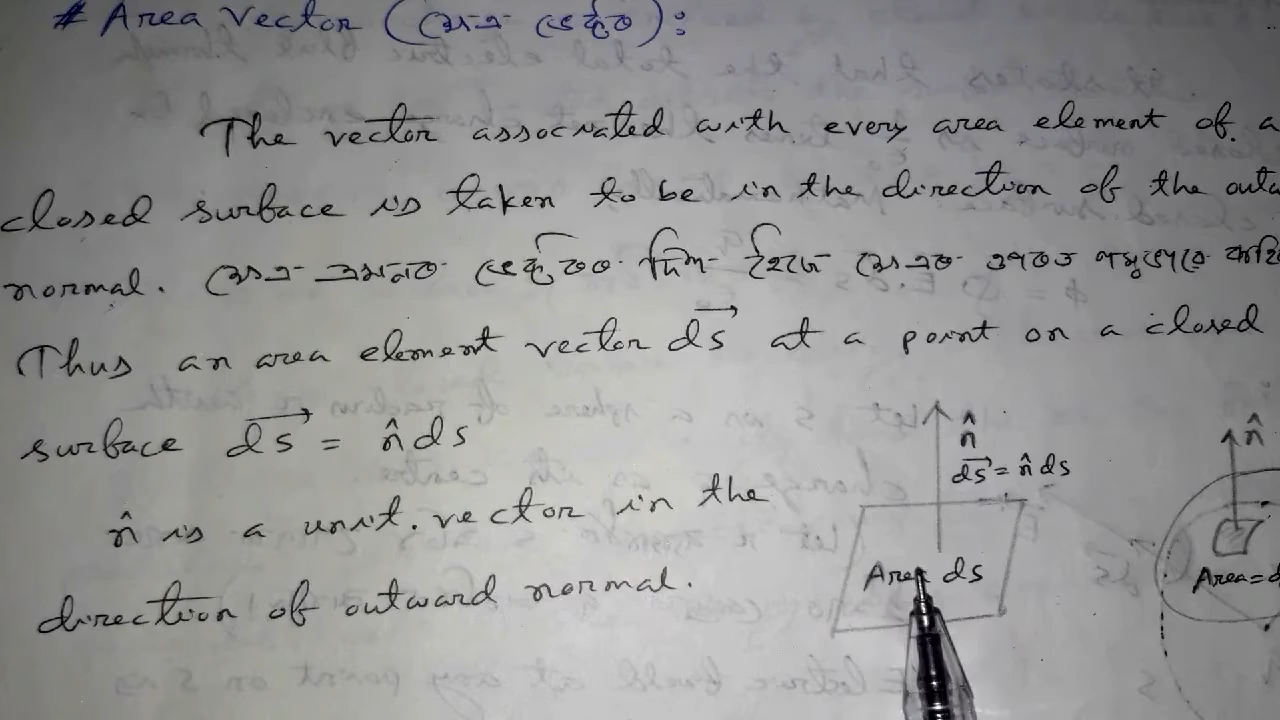 # Area Vector (ক্ষেত্র ভেক্টৰ):
The vector associated with every area element of a
closed surface is taken to be in the direction of the outw
normal. ক্ষেত্ৰ ভেক্টৰৰ দিশ
Thus an area element vector ds at a point on a closed
surface ds = n̂ ds
n̂ is a unit vector in the
direction of outward normal.
n̂
ds = n̂ ds
Area ds
n̂
Area = d